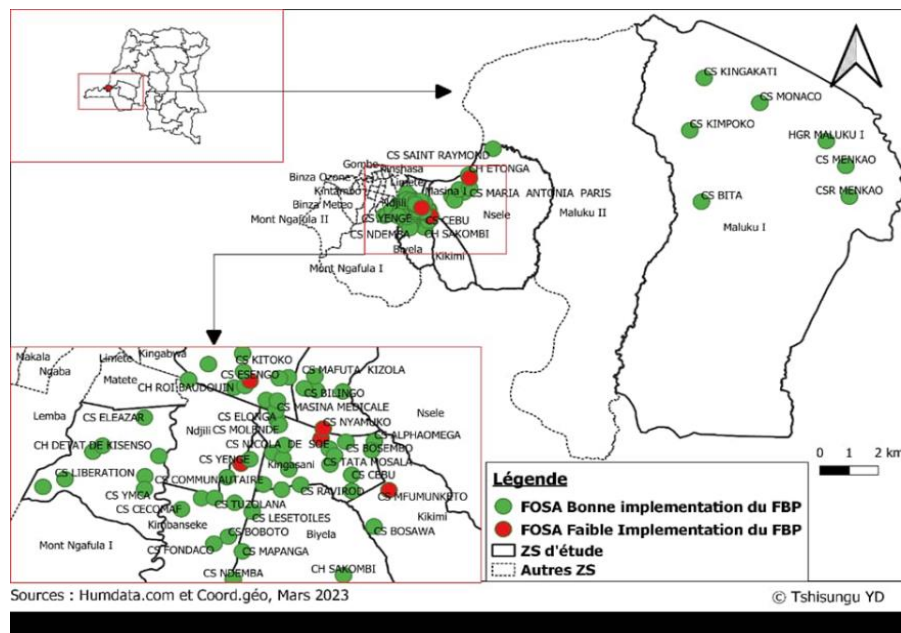 CS KINGAKATI
CS MONACO
CS KIMPOKO
HGR MALUKU I
CS MENKAO
CSR MENKAO
CS BITA
Maluku I
Maluku II
CS SAINT RAYMOND
CH ETONGA
Gombe
Binza Ozone
Limete
Masina I
CS MARIA ANTONIA PARIS
Kintambo
Binza Meteo
Ndjili
Nsele
Mont Ngafula II
CS YENGE
CS CEBU
CS NDEMBA
CH SAKOMBI
Biyela
Kikimi
Mont Ngafula I
Makala
Limete
Kingabwa
CS KITOKO
Ngaba
Matete
CS ESENGO
CS MAFUTA KIZOLA
CH ROI BAUDOUIN
CS BILINGO
Lemba
CS ELEAZAR
CS ELONGA
CS MASINA MEDICALE
Nsele
Ndjili
CS MOLENDE
CS NYAMUKO
CH DETAT DE KISENSO
CS NICOLA DE SOE
CS ALPHAOMEGA
CS BOSEMBO
CS YENGE
Kingasani
CS TATA MOSALA
CS LIBERATION
CS COMMUNAUTAIRE
CS CEBU
CS YMCA
CS RAVIROD
CS MFUMUNKETO
CS CECOMAF
CS TUZOLANA
Kimbanseke
CS LESETOILES
Kikimi
Mont Ngafula I
CS BOBOTO
Biyela
CS BOSAWA
CS FONDACO
CS MAPANGA
CS NDEMBA
CH SAKOMBI
0 1 2 km
Légende
FOSA Bonne implementation du FBP
FOSA Faible Implementation du FBP
ZS d'étude
Autres ZS
Sources : Humdata.com et Coord.géo, Mars 2023
© Tshisungu YD